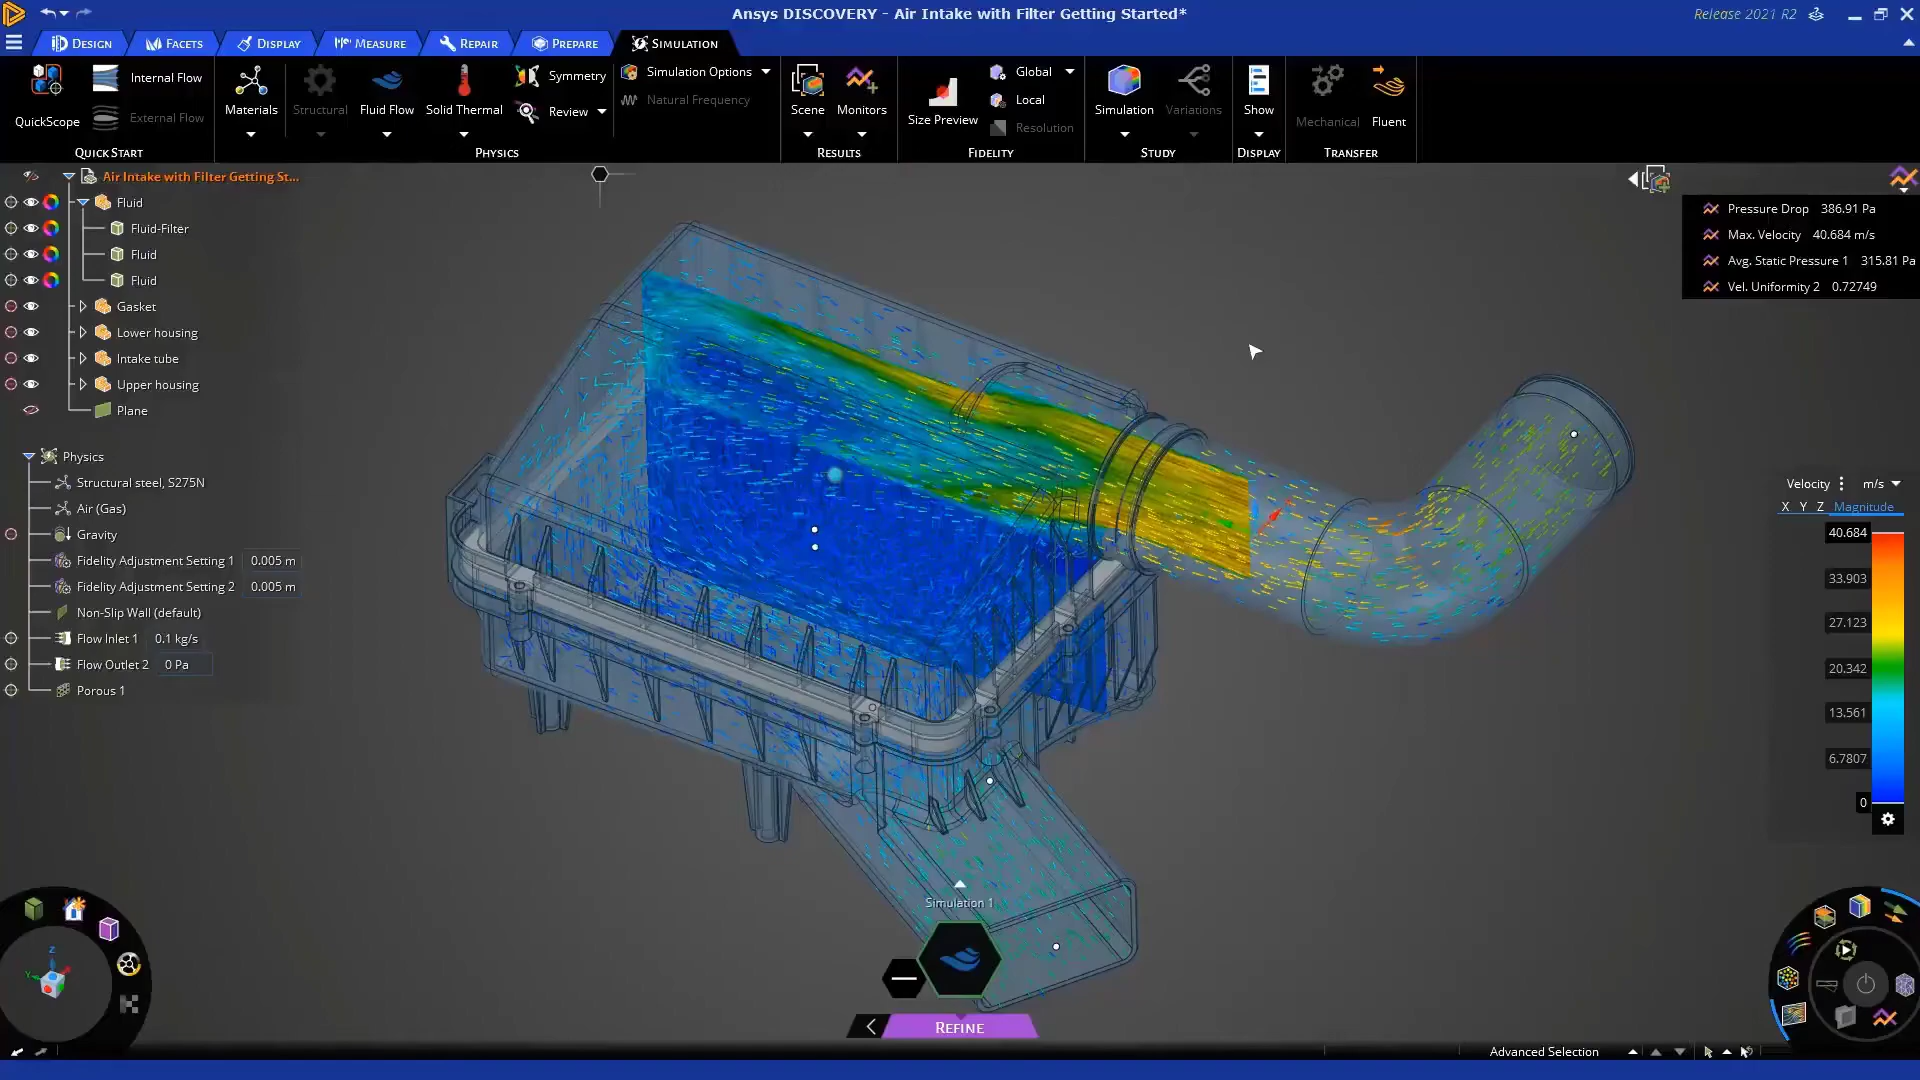 Ansys DISCOVERY - Air Intake with Filter Getting Started*
Release 2021 R2
DESIGN
FACETS
DISPLAY
MEASURE
REPAIR
PREPARE
SIMULATION
QuickScope
Internal Flow
External Flow
QUICK START
Materials
Structural
Fluid Flow
Solid Thermal
Symmetry
Review
Simulation Options
Natural Frequency
PHYSICS
Scene
Monitors
RESULTS
Size Preview
Global
Local
Resolution
FIDELITY
Simulation
Variations
STUDY
Show
DISPLAY
Mechanical
Fluent
TRANSFER
Air Intake with Filter Getting St...
Fluid
Fluid-Filter
Fluid
Fluid
Gasket
Lower housing
Intake tube
Upper housing
Plane
Physics
Structural steel, S275N
Air (Gas)
Gravity
Fidelity Adjustment Setting 1 0.005 m
Fidelity Adjustment Setting 2 0.005 m
Non-Slip Wall (default)
Flow Inlet 1 0.1 kg/s
Flow Outlet 2 0 Pa
Porous 1
Pressure Drop 386.91 Pa
Max. Velocity 40.684 m/s
Avg. Static Pressure 1 315.81 Pa
Vel. Uniformity 2 0.72749
Velocity m/s
X Y Z Magnitude
40.684
33.903
27.123
20.342
13.561
6.7807
0
Simulation 1
REFINE
Z
Y
Advanced Selection